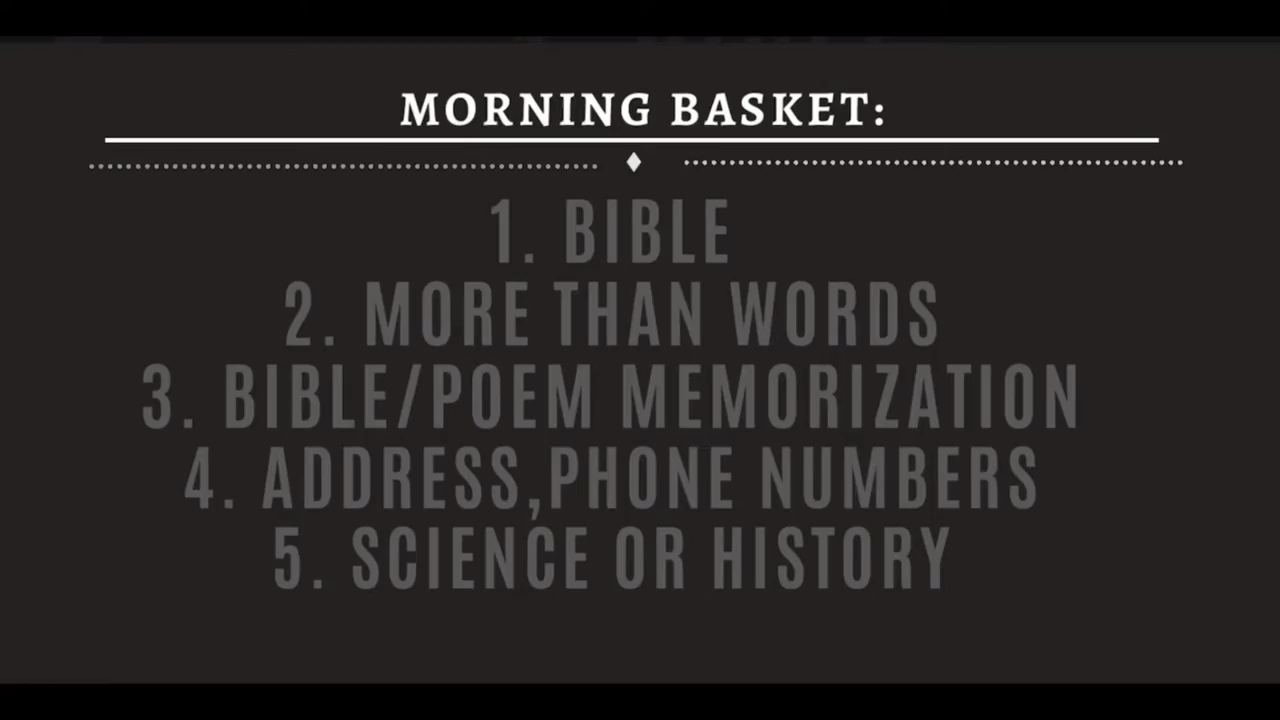 MORNING BASKET:
1. BIBLE
2. MORE THAN WORDS
3. BIBLE/POEM MEMORIZATION
4. ADDRESS,PHONE NUMBERS
5. SCIENCE OR HISTORY